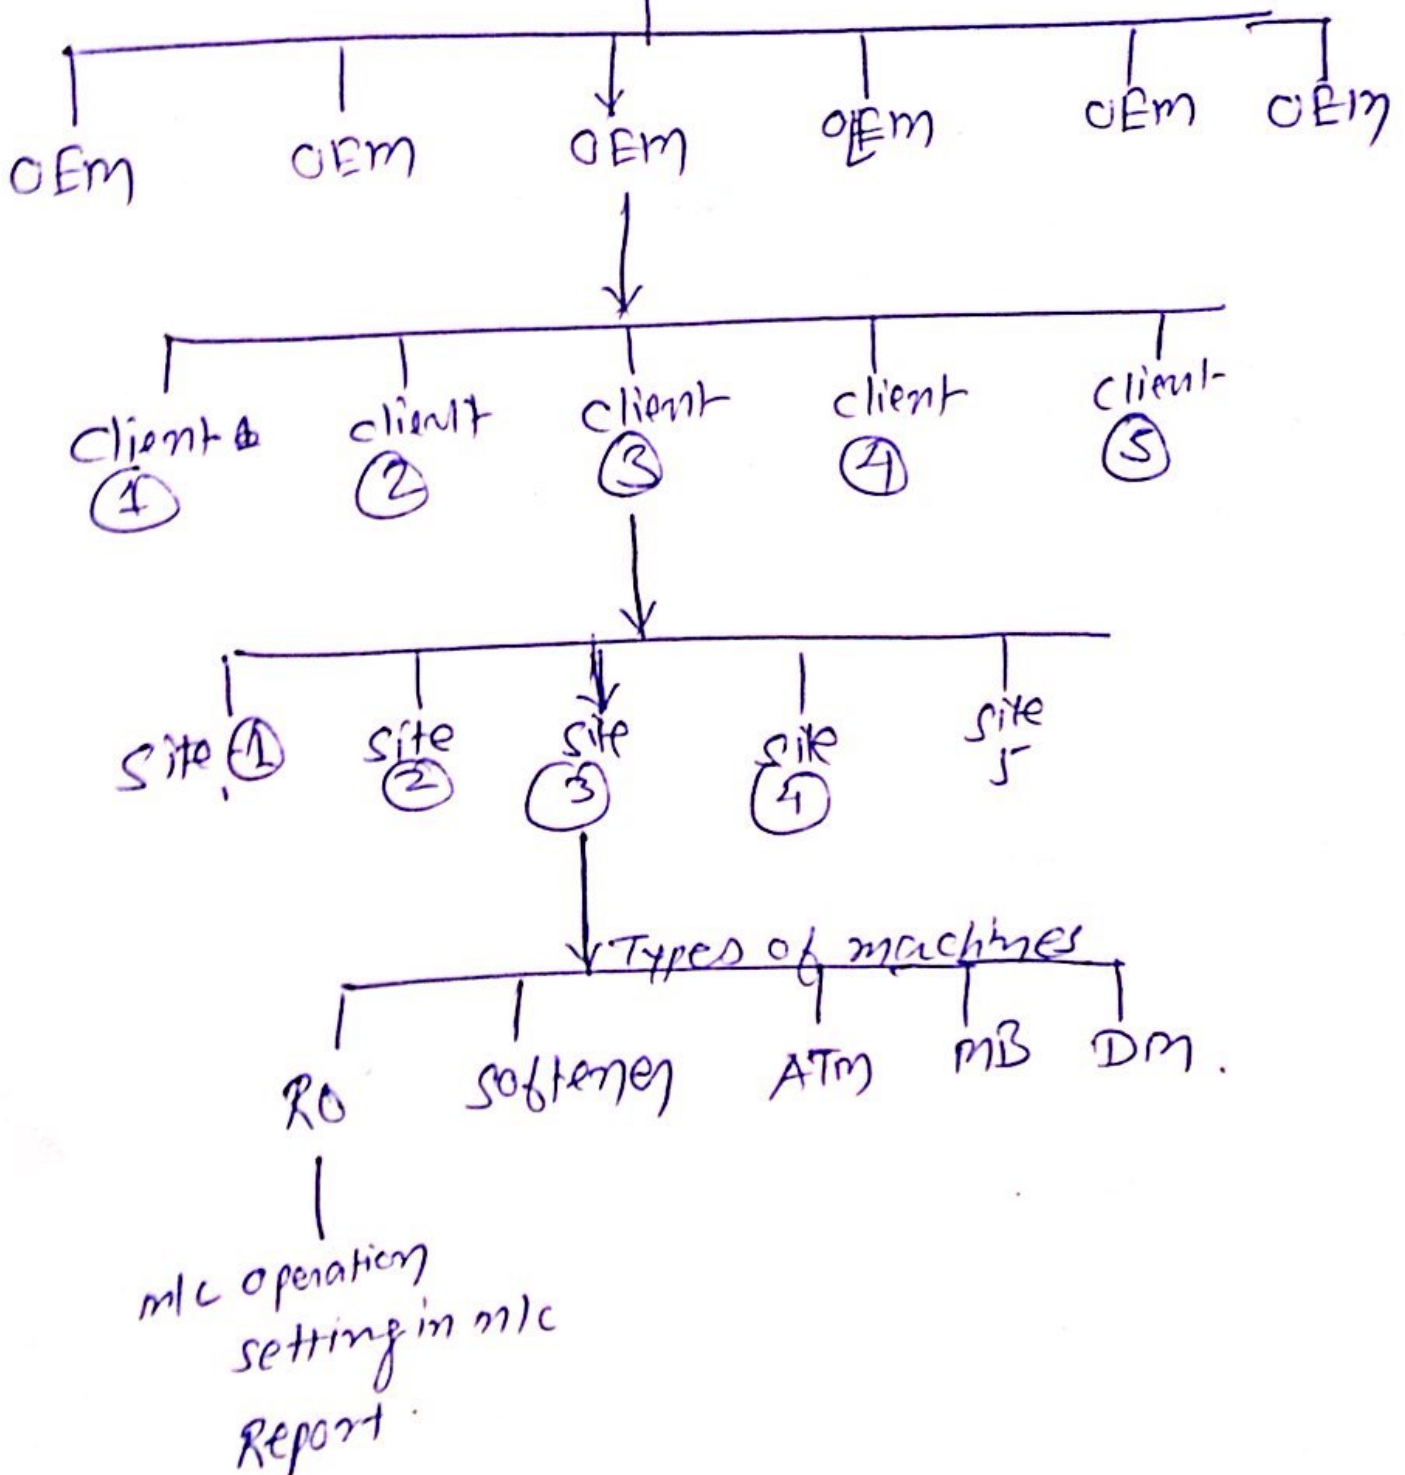 OEM OEM OEM OEM OEM OEM
Client client client client client
1 2 3 4 5
Site 1 Site 2 Site 3 Site 4 Site 5
Types of machines
RO Softener ATM MB DM.
m/c operation
setting in m/c
Report.